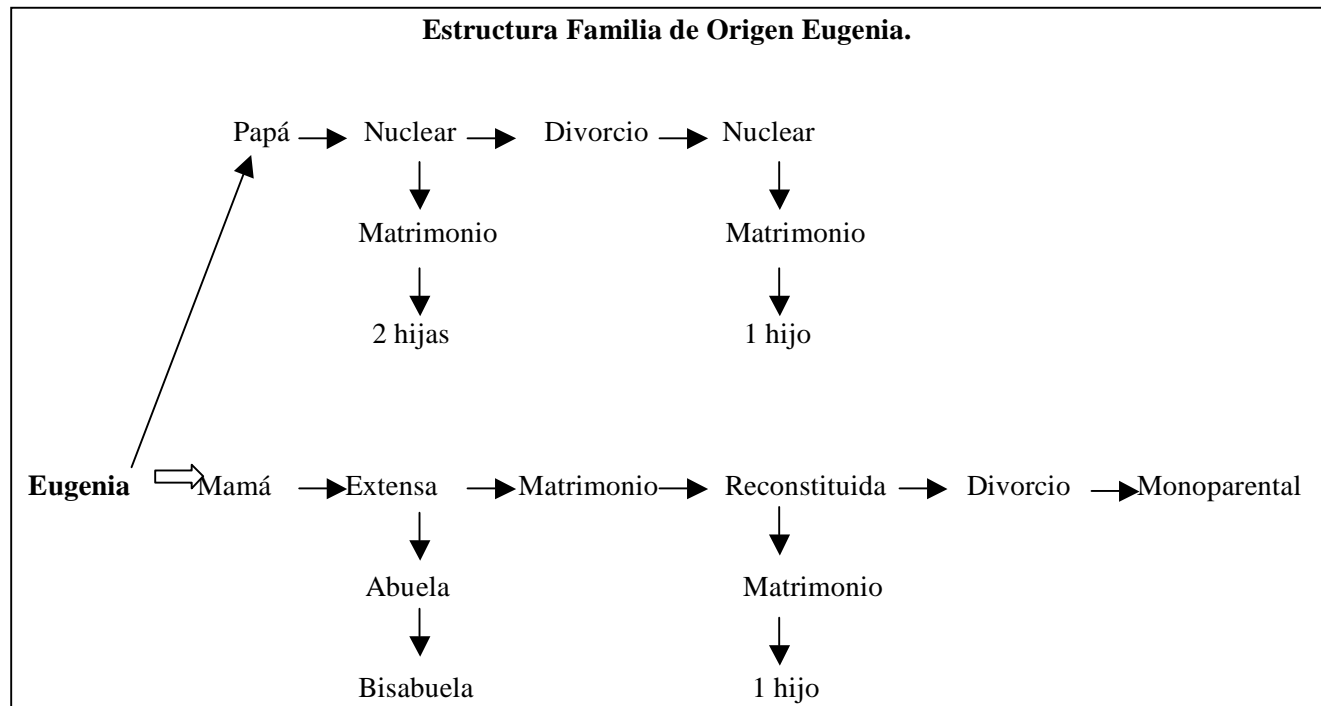 Estructura Familia de Origen Eugenia.
Papá Nuclear Divorcio Nuclear
Matrimonio Matrimonio
2 hijas 1 hijo
Eugenia Mamá Extensa Matrimonio Reconstituida Divorcio Monoparental
Abuela Matrimonio
Bisabuela 1 hijo